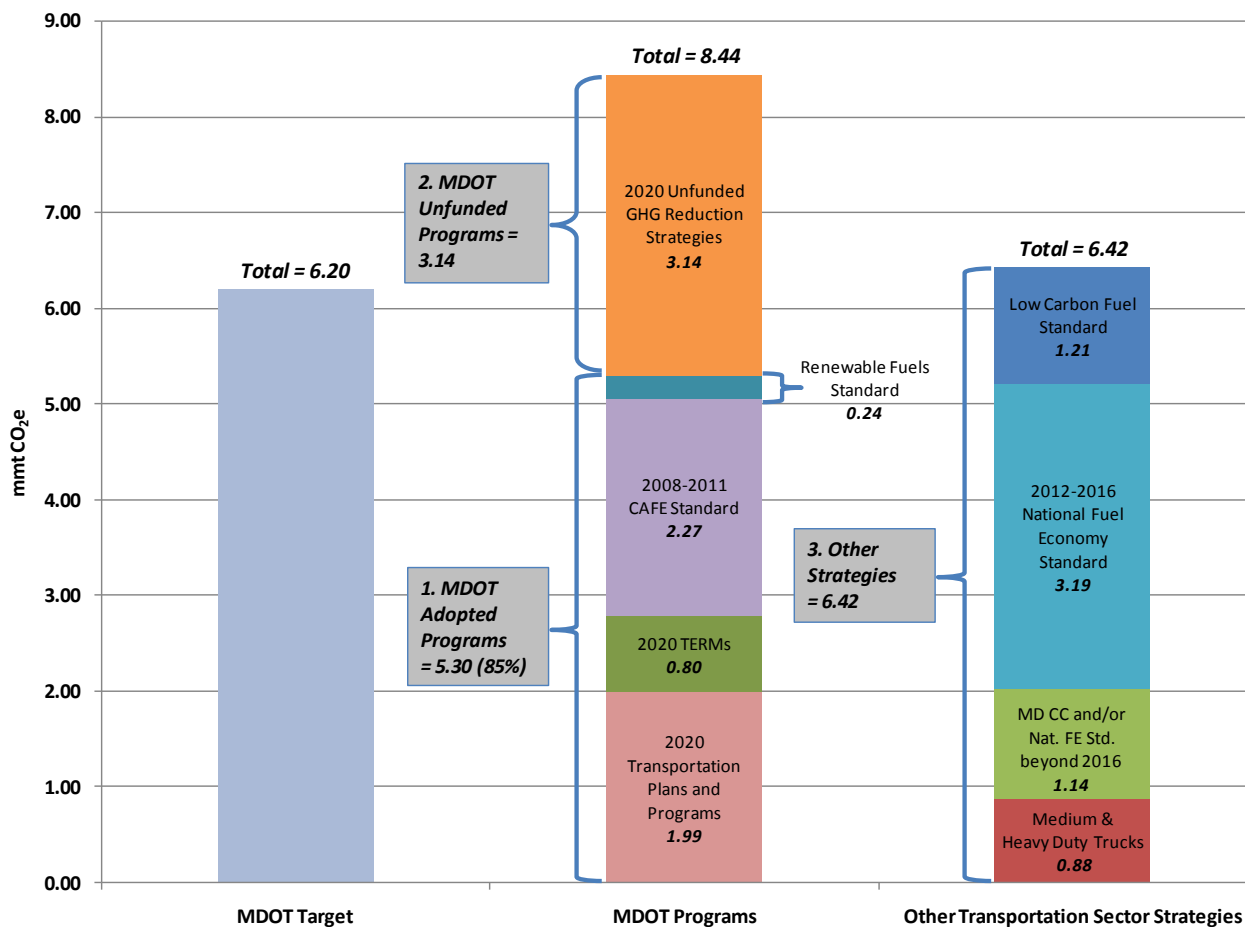 9.00
8.00
7.00
6.00
5.00
4.00
3.00
2.00
1.00
0.00
mmt CO₂e
Total = 6.20
MDOT Target
Total = 8.44
2. MDOT
Unfunded
Programs =
3.14
2020 Unfunded
GHG Reduction
Strategies
3.14
Renewable Fuels
Standard
0.24
2008-2011
CAFE Standard
2.27
1. MDOT
Adopted
Programs
= 5.30 (85%)
2020 TERMs
0.80
2020
Transportation
Plans and
Programs
1.99
MDOT Programs
Total = 6.42
Low Carbon Fuel
Standard
1.21
2012-2016
National Fuel
Economy
Standard
3.19
3. Other
Strategies
= 6.42
MD CC and/or
Nat. FE Std.
beyond 2016
1.14
Medium &
Heavy Duty Trucks
0.88
Other Transportation Sector Strategies